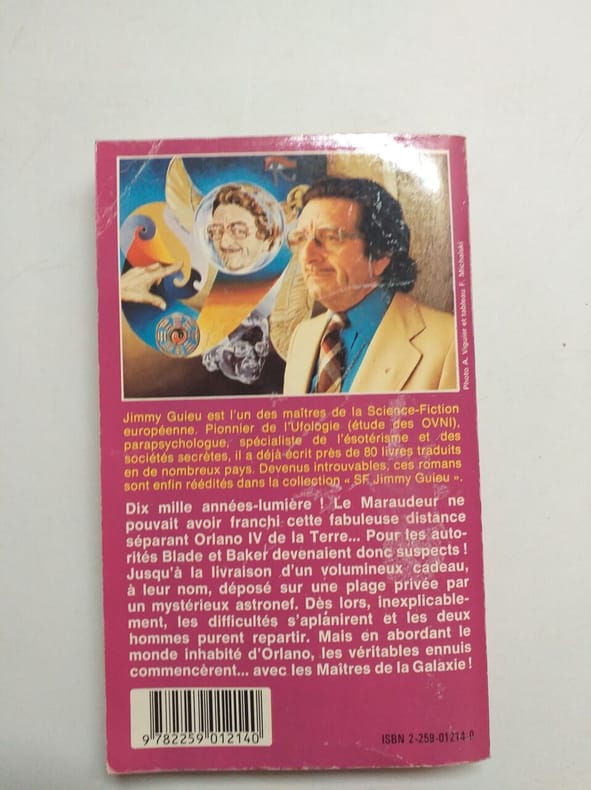 Photo A. Viguier et tableau F. Michalski
Jimmy Guieu est l'un des maîtres de la Science-Fiction
européenne. Pionnier de l'Ufologie (étude des OVNI),
parapsychologue, spécialiste de l'ésotérisme et des
sociétés secrètes, il a déjà écrit près de 80 livres traduits
en de nombreux pays. Devenus introuvables, ces romans
sont enfin réédités dans la collection « SF Jimmy Guieu ».
Dix mille années-lumière ! Le Maraudeur ne
pouvait avoir franchi cette fabuleuse distance
séparant Orlano IV de la Terre... Pour les auto-
rités Blade et Baker devenaient donc suspects !
Jusqu'à la livraison d'un volumineux cadeau,
à leur nom, déposé sur une plage privée par
un mystérieux astronef. Dès lors, inexplicable-
ment, les difficultés s'aplánirent et les deux
hommes purent repartir. Mais en abordant le
monde inhabité d'Orlano, les véritables ennuis
commencèrent... avec les Maîtres de la Galaxie !
9 782259 012140
ISBN 2-259-01214-0